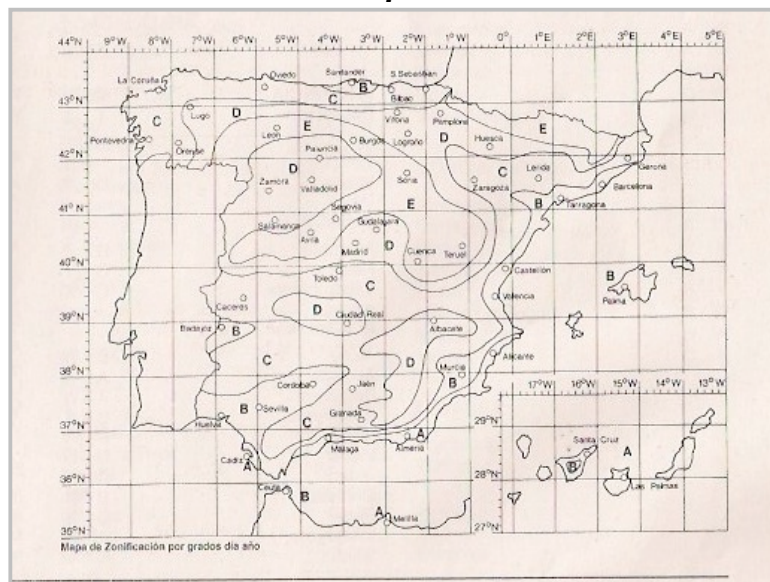 9°W 8°W 7°W 6°W 5°W 4°W 3°W 2°W 1°W 0° 1°E 2°E 3°E 4°E 5°E
44°N
La Coruña Oviedo Santander S.Sebastian
B
43°N
C Bilbao
C D Lugo Vitoria Pamplona
E León Burgos Logroño D Huesca E
Pontevedra Orense
42°N
Palencia C Lerida Gerona
D Zamora Valladolid Soria Zaragoza Barcelona
B Tarragona
41°N
Segovia E
Salamanca Guadalajara
Avila Madrid D Cuenca Teruel
40°N
Toledo Castellón
C B
Caceres Valencia Palma
39°N
D Ciudad Real Albacete
Badajoz B
C D Alicante
38°N
Murcia
Cordoba Jaén B
B Sevilla Granada
C
37°N
Huelva
A
Cadiz Malaga Almeria
A
36°N
Ceuta B
A Melilla
35°N
17°W 16°W 15°W 14°W 13°W
29°N
Santa Cruz A
28°N
B
Las Palmas
27°N
Mapa de Zonificación por grados día año